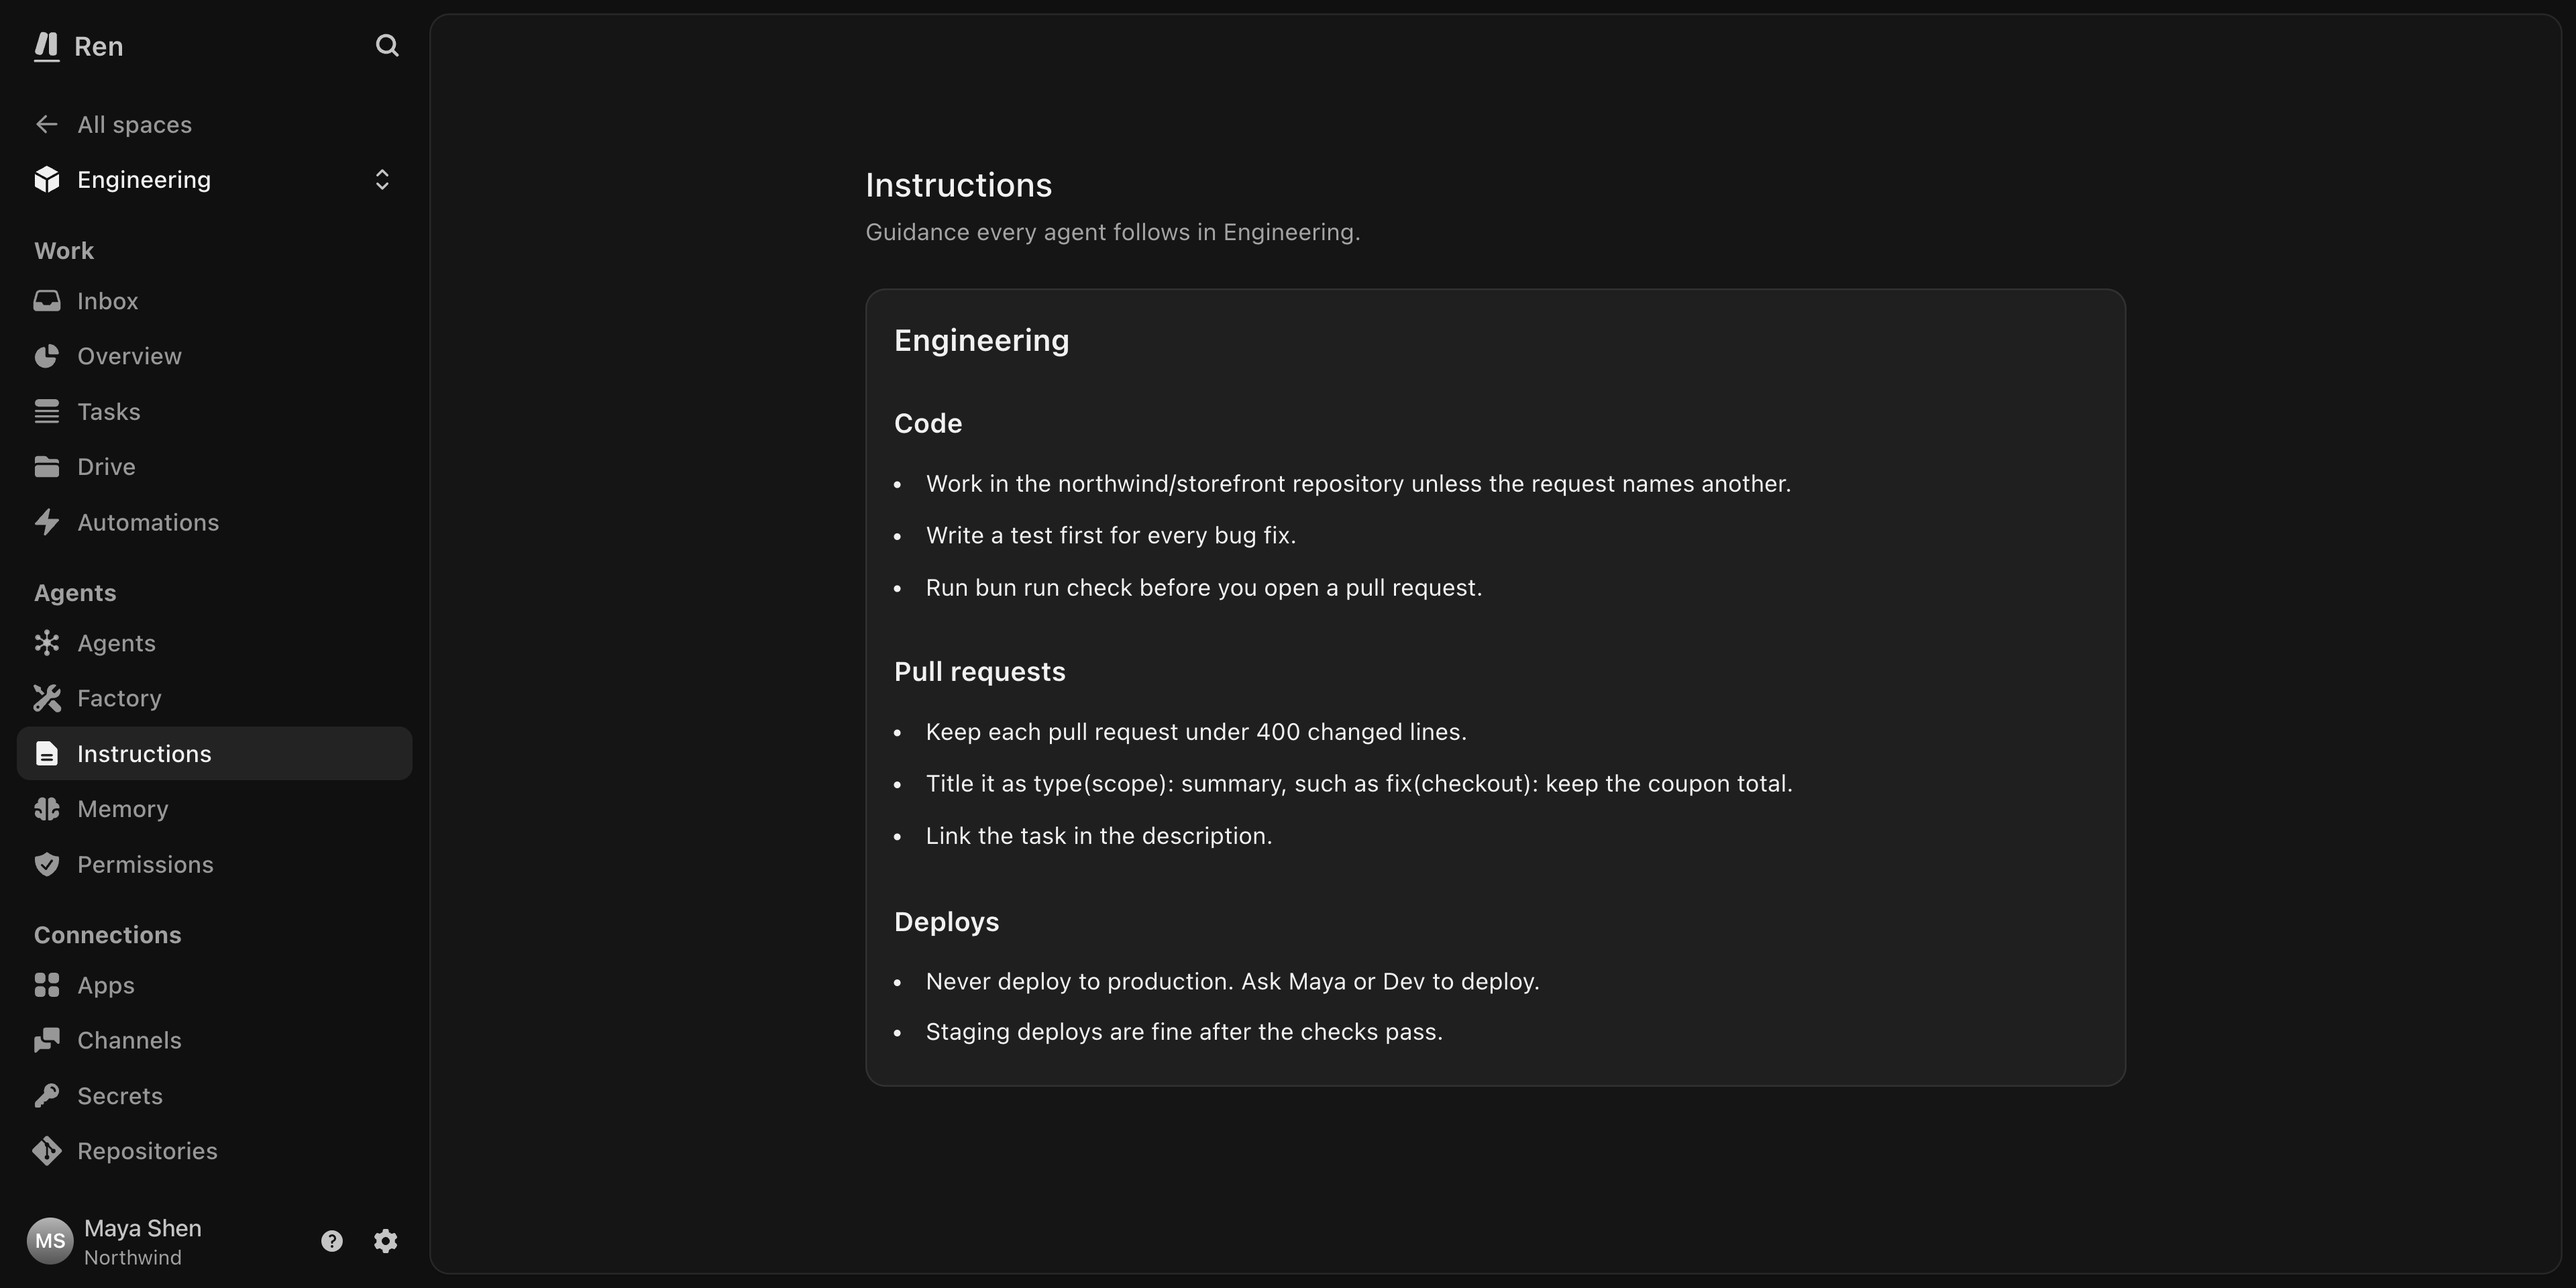 Ren
All spaces
Engineering
Work
Inbox
Overview
Tasks
Drive
Automations
Agents
Agents
Factory
Instructions
Memory
Permissions
Connections
Apps
Channels
Secrets
Repositories
MS
Maya Shen
Northwind
?
Instructions
Guidance every agent follows in Engineering.
Engineering
Code
• Work in the northwind/storefront repository unless the request names another.
• Write a test first for every bug fix.
• Run bun run check before you open a pull request.
Pull requests
• Keep each pull request under 400 changed lines.
• Title it as type(scope): summary, such as fix(checkout): keep the coupon total.
• Link the task in the description.
Deploys
• Never deploy to production. Ask Maya or Dev to deploy.
• Staging deploys are fine after the checks pass.